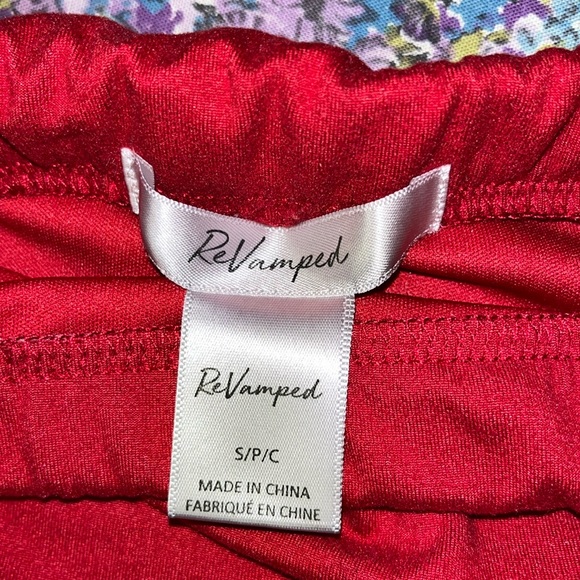 ReVamped
ReVamped
S/P/C
MADE IN CHINA
FABRIQUÉ EN CHINE